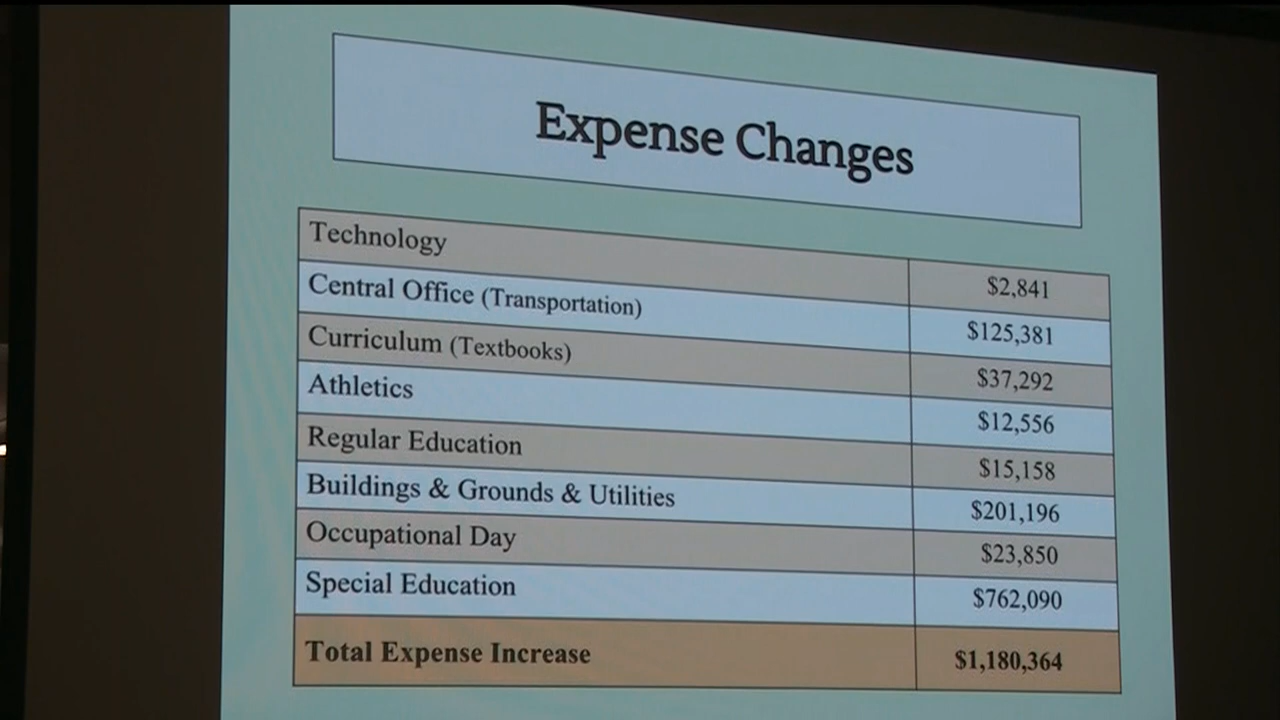 Expense Changes
Technology $2,841
Central Office (Transportation) $125,381
Curriculum (Textbooks) $37,292
Athletics $12,556
Regular Education $15,158
Buildings & Grounds & Utilities $201,196
Occupational Day $23,850
Special Education $762,090
Total Expense Increase $1,180,364